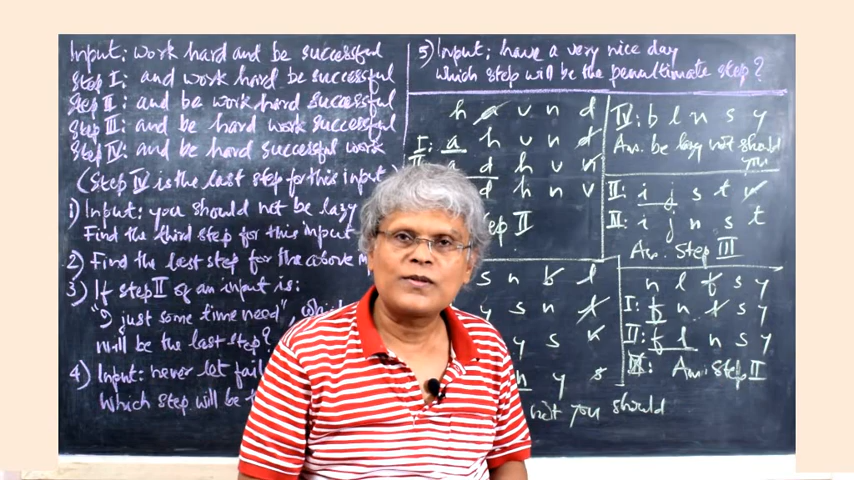 Input: work hard and be successful
Step I: and work hard be successful
Step II: and be work hard successful
Step III: and be hard work successful
Step IV: and be hard successful work
(Step IV is the last step for this input
1) Input: you should not be lazy
Find the third step for this input
2) Find the last step for the above
3) If step II of an input is:
"I just some time need", which
will be the last step?
4) Input: never let fail
Which step will be
5) Input: have a very nice day
Which step will be the penultimate step?
h a v n d
I: a h v n d
II: a d h v n
d h n v
Step II
IV: b l n s y
Ans. be lazy not should
you
II: i j s t n
III: i j n s t
Ans. Step III
s n b l
y s n l
y s n
n y s
not you should
n l f s y
I: f n l s y
II: f l n s y
Ans: Step II